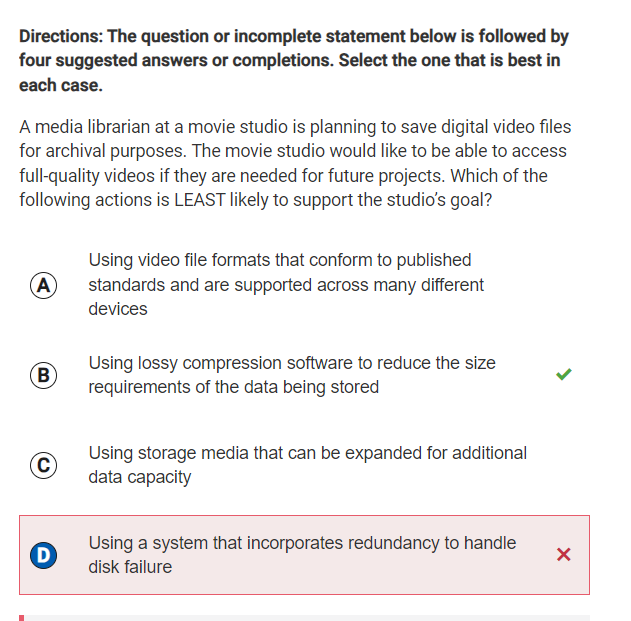 Directions: The question or incomplete statement below is followed by
four suggested answers or completions. Select the one that is best in
each case.
A media librarian at a movie studio is planning to save digital video files
for archival purposes. The movie studio would like to be able to access
full-quality videos if they are needed for future projects. Which of the
following actions is LEAST likely to support the studio’s goal?
A
Using video file formats that conform to published
standards and are supported across many different
devices
B
Using lossy compression software to reduce the size
requirements of the data being stored
C
Using storage media that can be expanded for additional
data capacity
D
Using a system that incorporates redundancy to handle
disk failure